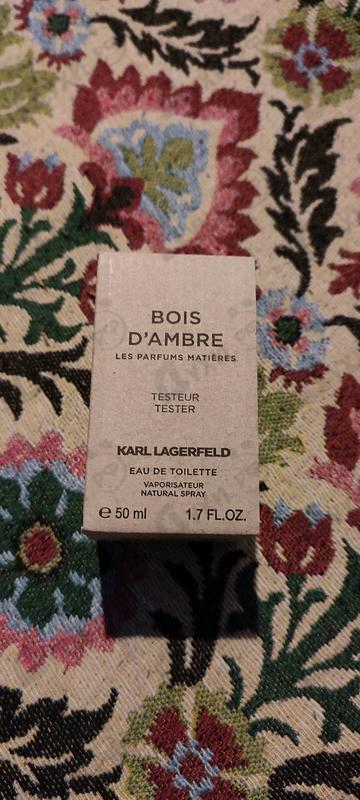 BOIS
D'AMBRE
LES PARFUMS MATIÈRES
TESTEUR
TESTER
KARL LAGERFELD
EAU DE TOILETTE
VAPORISATEUR
NATURAL SPRAY
℮ 50 ml 1.7 FL.OZ.